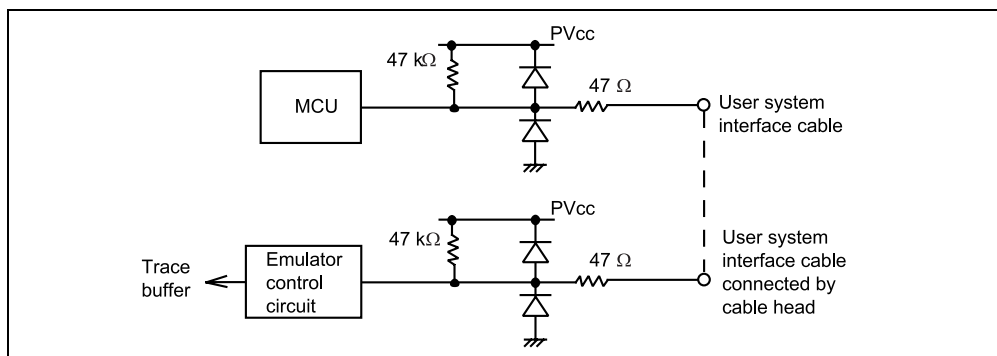 PVcc
47 kΩ
47 Ω
MCU
User system
interface cable
PVcc
47 kΩ
47 Ω
Trace
buffer
Emulator
control
circuit
User system
interface cable
connected by
cable head